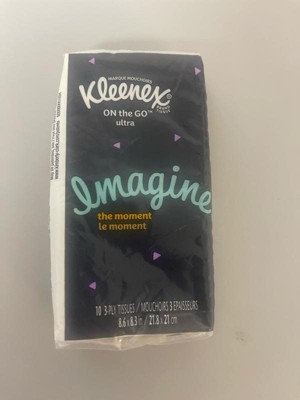 MARQUE MOUCHOIRS
Kleenex®
BRAND TISSUE
ON THE GO™
ultra
Imagine
the moment
le moment
10 3-PLY TISSUES / MOUCHOIRS 3 ÉPAISSEURS
8.6 x 8.3 in / 21.8 x 21 cm